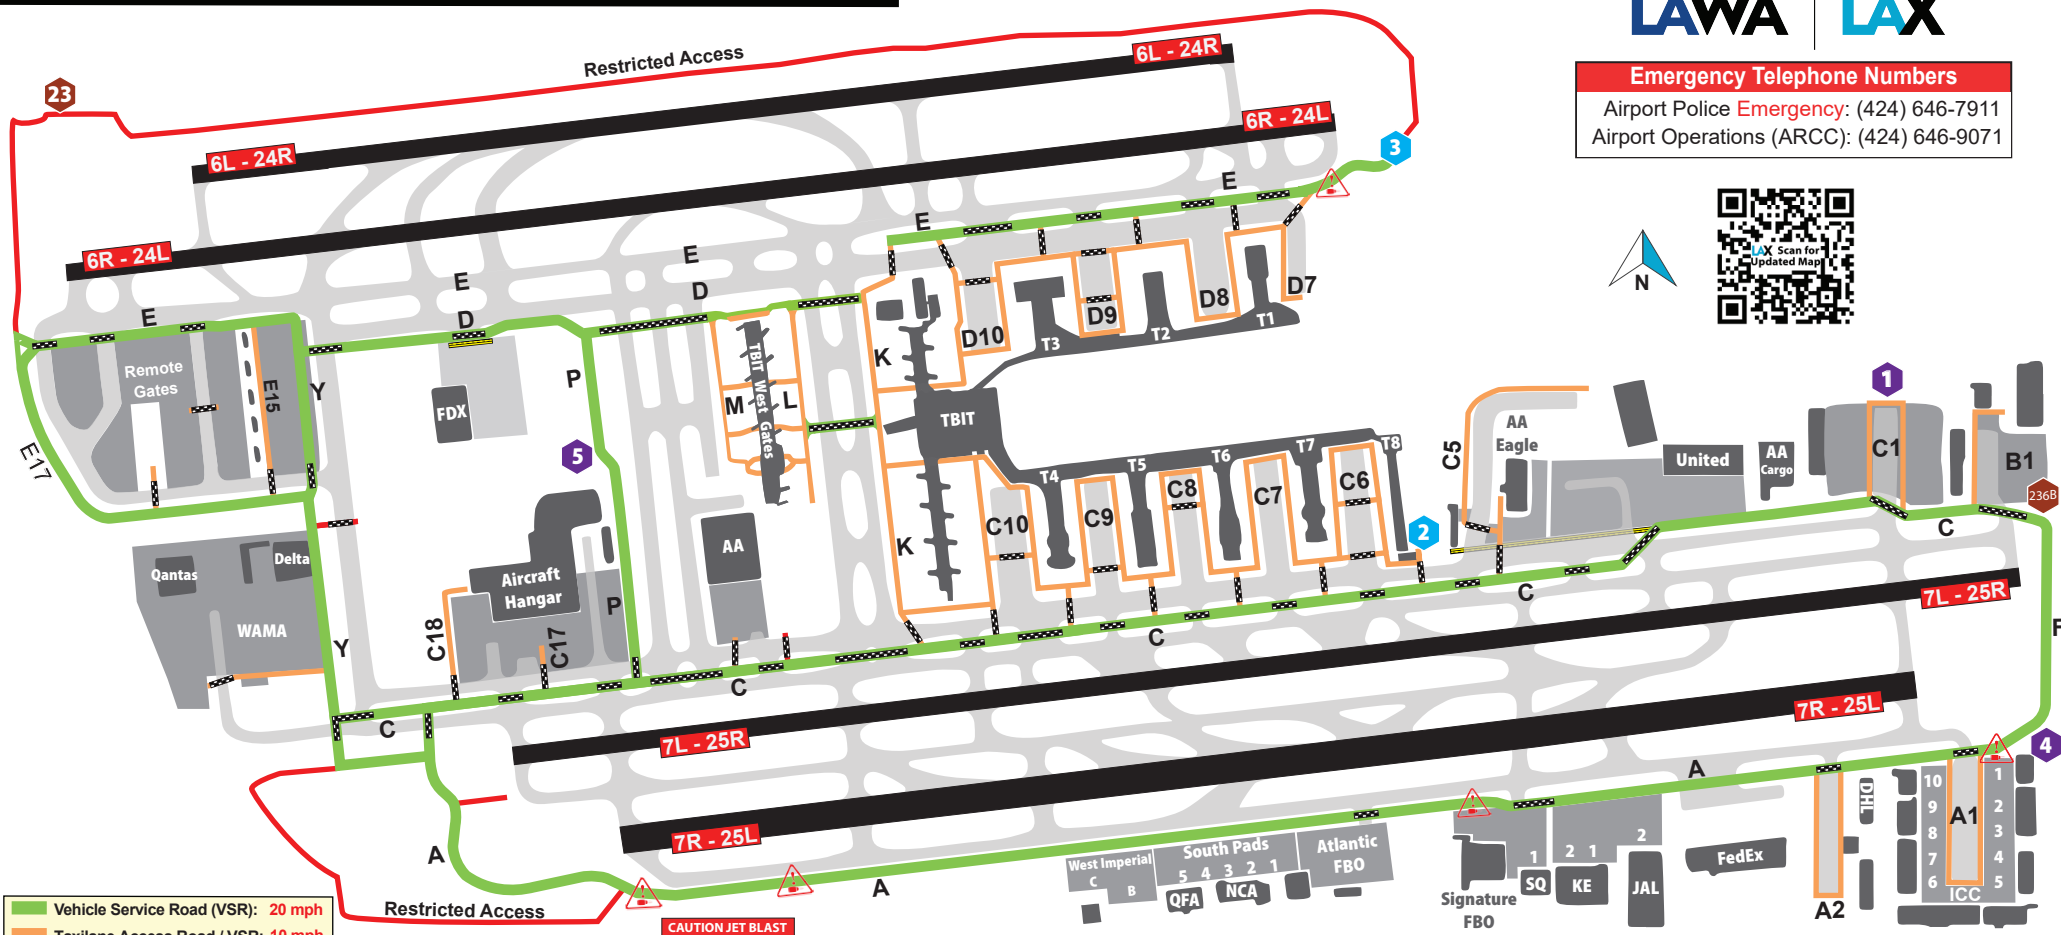 LAWA
LAX
Emergency Telephone Numbers
Airport Police Emergency: (424) 646-7911
Airport Operations (ARCC): (424) 646-9071
LAX Scan for
Updated Map
N
Restricted Access
23
6L - 24R
6L - 24R
6R - 24L
6R - 24L
3
E
E
E
E
E
D
D
Remote
Gates
E15
E17
Y
Y
FDX
P
P
5
TBIT West Gates
M
L
K
K
TBIT
D10
D9
D8
D7
T3
T2
T1
T4
T5
T6
T7
T8
C10
C9
C8
C7
C6
2
C5
AA
Eagle
United
AA
Cargo
1
C1
B1
236B
C
F
Qantas
Delta
WAMA
Aircraft
Hangar
C18
C17
AA
C
C
C
C
7L - 25R
7L - 25R
7R - 25L
7R - 25L
4
A
A
A
West Imperial
C
B
South Pads
5 4 3 2 1
QFA
NCA
Atlantic
FBO
Signature
FBO
1
SQ
2 1
KE
2
JAL
FedEx
DHL
A2
A1
10
9
8
7
6
1
2
3
4
5
ICC
Restricted Access
CAUTION JET BLAST
Vehicle Service Road (VSR): 20 mph
Taxilane Access Road / VSR: 10 mph